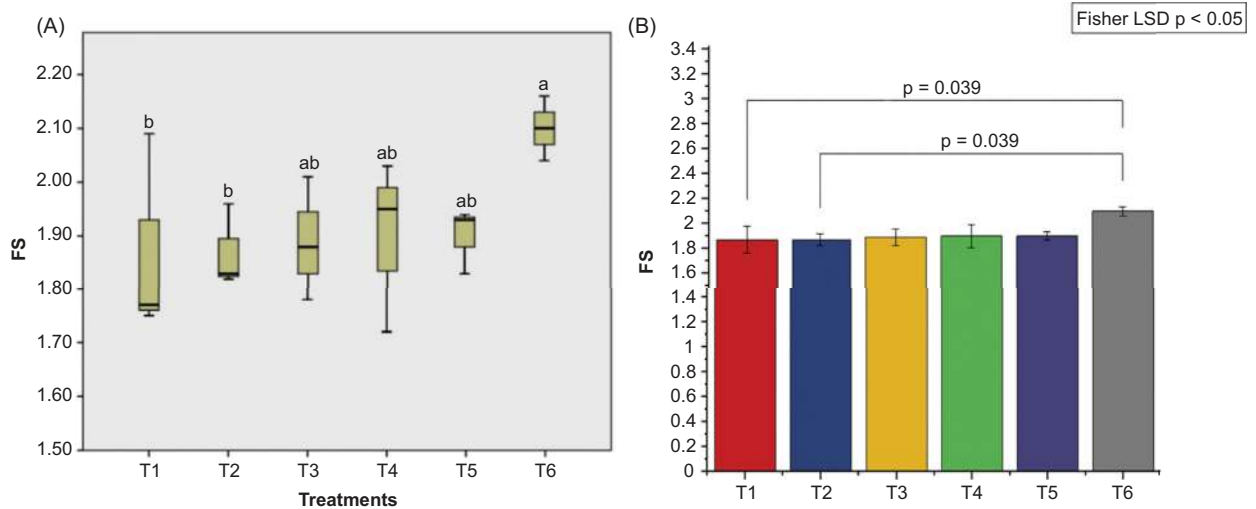 (A)
FS
2.20
2.10
2.00
1.90
1.80
1.70
1.60
1.50
b
b
ab
ab
ab
a
T1 T2 T3 T4 T5 T6
Treatments
(B)
Fisher LSD p < 0.05
FS
3.4
3.2
3
2.8
2.6
2.4
2.2
2
1.8
1.6
1.4
1.2
1
0.8
0.6
0.4
0.2
0
p = 0.039
p = 0.039
T1 T2 T3 T4 T5 T6